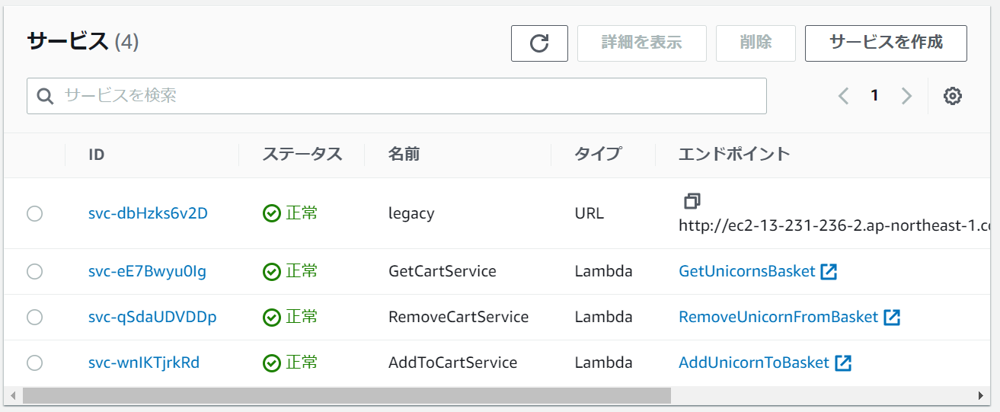 サービス (4)
詳細を表示
削除
サービスを作成
サービスを検索
1
ID ステータス 名前 タイプ エンドポイント
svc-dbHzks6v2D 正常 legacy URL http://ec2-13-231-236-2.ap-northeast-1.c
svc-eE7Bwyu0Ig 正常 GetCartService Lambda GetUnicornsBasket
svc-qSdaUDVDDp 正常 RemoveCartService Lambda RemoveUnicornFromBasket
svc-wnIKTjrkRd 正常 AddToCartService Lambda AddUnicornToBasket